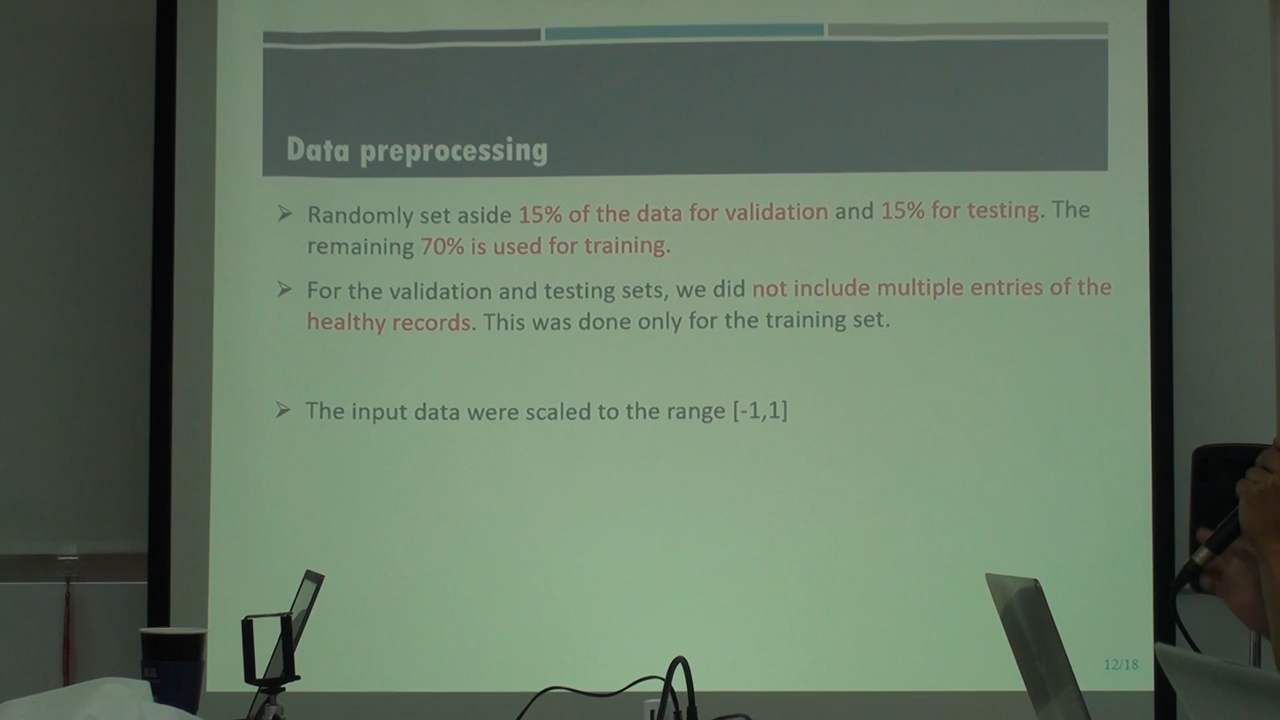 Data preprocessing
Randomly set aside 15% of the data for validation and 15% for testing. The
remaining 70% is used for training.
For the validation and testing sets, we did not include multiple entries of the
healthy records. This was done only for the training set.
The input data were scaled to the range [-1,1]
12/18